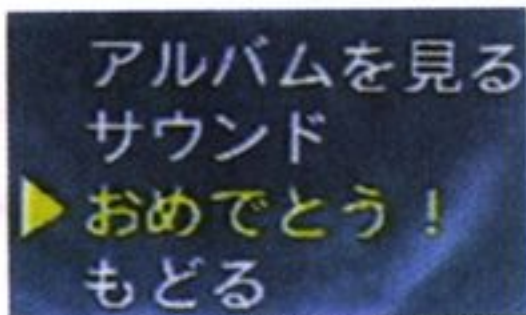 アルバムを見る
サウンド
おめでとう！
もどる